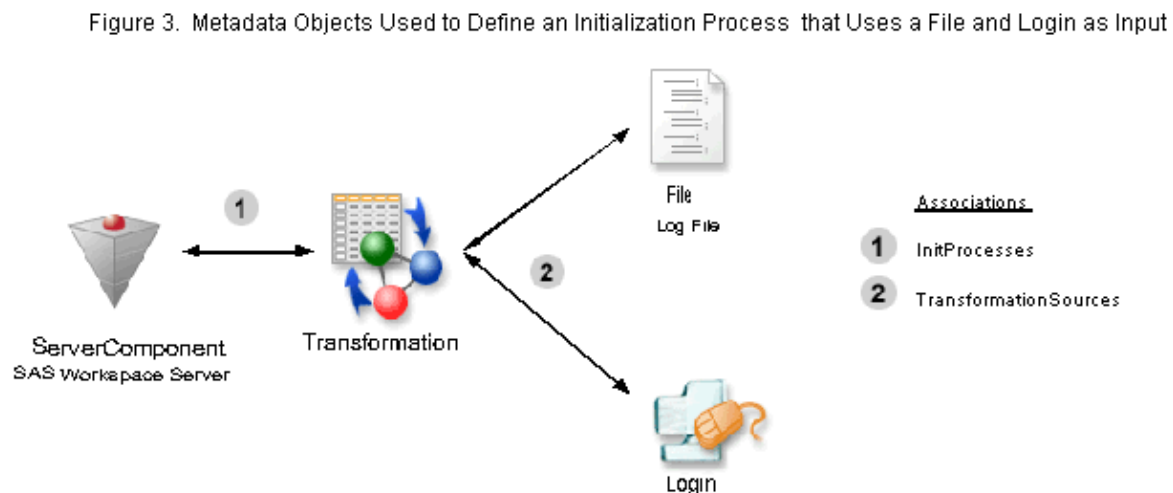 Figure 3. Metadata Objects Used to Define an Initialization Process that Uses a File and Login as Input
File
Log File
1
ServerComponent
SAS Workspace Server
Transformation
2
Login
Associations
1 InitProcesses
2 TransformationSources